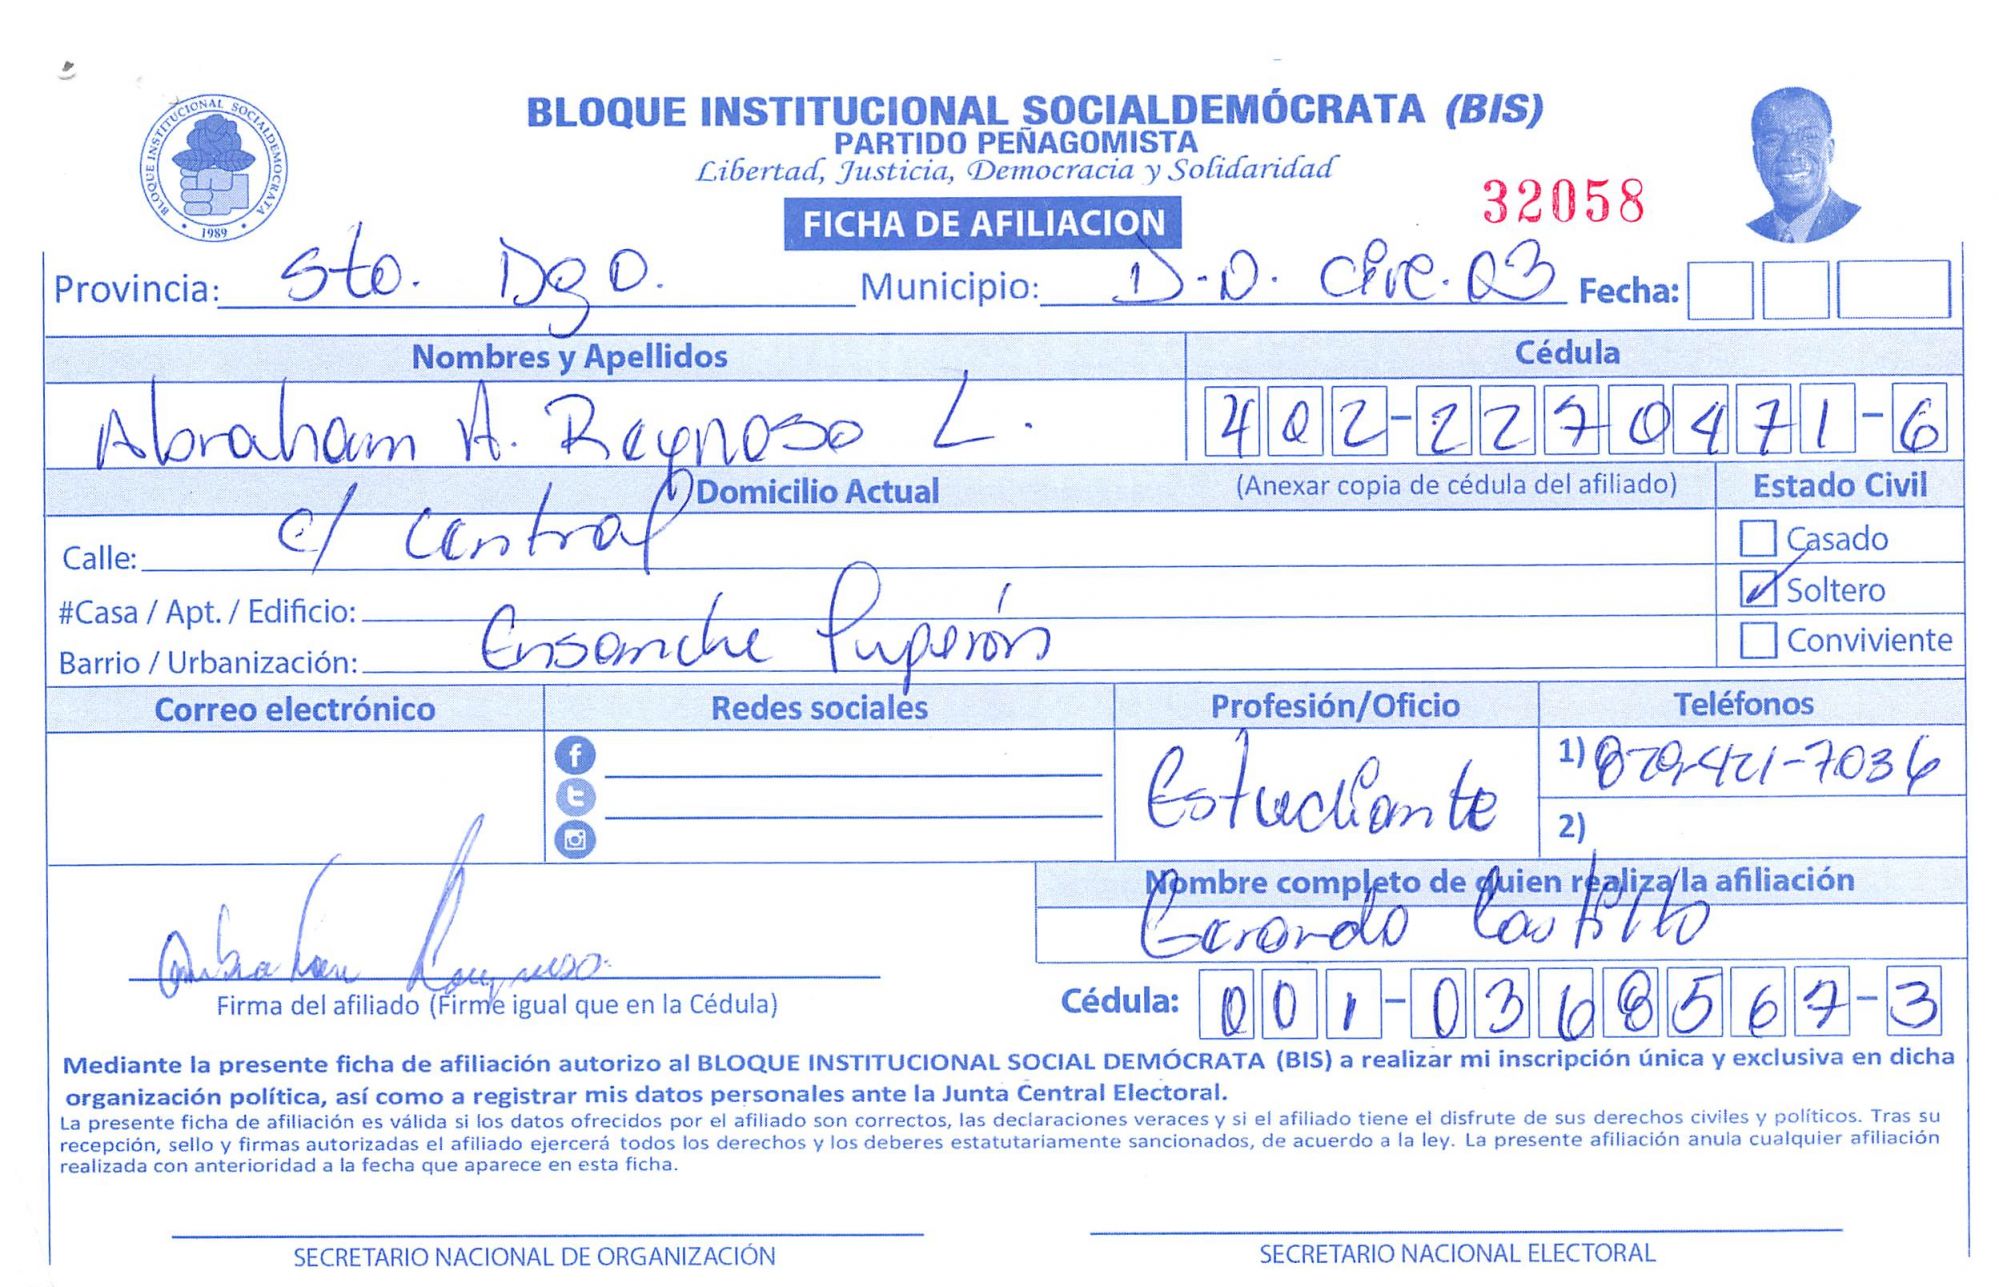 BLOQUE INSTITUCIONAL SOCIALDEMOCRATA
1989
BLOQUE INSTITUCIONAL SOCIALDEMÓCRATA (BIS)
PARTIDO PEÑAGOMISTA
Libertad, Justicia, Democracia y Solidaridad
32058
FICHA DE AFILIACION
Provincia: Sto. Dgo. Municipio: D.D. Circ. 03 Fecha:
Nombres y Apellidos Cédula
Abraham A. Reynoso L. 402-2270471-6
Domicilio Actual (Anexar copia de cédula del afiliado) Estado Civil
Calle: c/ Central Casado
#Casa / Apt. / Edificio: Soltero
Barrio / Urbanización: Ensanche Luperón Conviviente
Correo electrónico Redes sociales Profesión/Oficio Teléfonos
Estudiante 1) 829-421-7036
2)
Nombre completo de quien realiza la afiliación
Gerardo Castillo
Abraham Reynoso
Firma del afiliado (Firme igual que en la Cédula) Cédula: 001-0368567-3
Mediante la presente ficha de afiliación autorizo al BLOQUE INSTITUCIONAL SOCIAL DEMÓCRATA (BIS) a realizar mi inscripción única y exclusiva en dicha
organización política, así como a registrar mis datos personales ante la Junta Central Electoral.
La presente ficha de afiliación es válida si los datos ofrecidos por el afiliado son correctos, las declaraciones veraces y si el afiliado tiene el disfrute de sus derechos civiles y políticos. Tras su
recepción, sello y firmas autorizadas el afiliado ejercerá todos los derechos y los deberes estatutariamente sancionados, de acuerdo a la ley. La presente afiliación anula cualquier afiliación
realizada con anterioridad a la fecha que aparece en esta ficha.
SECRETARIO NACIONAL DE ORGANIZACIÓN SECRETARIO NACIONAL ELECTORAL